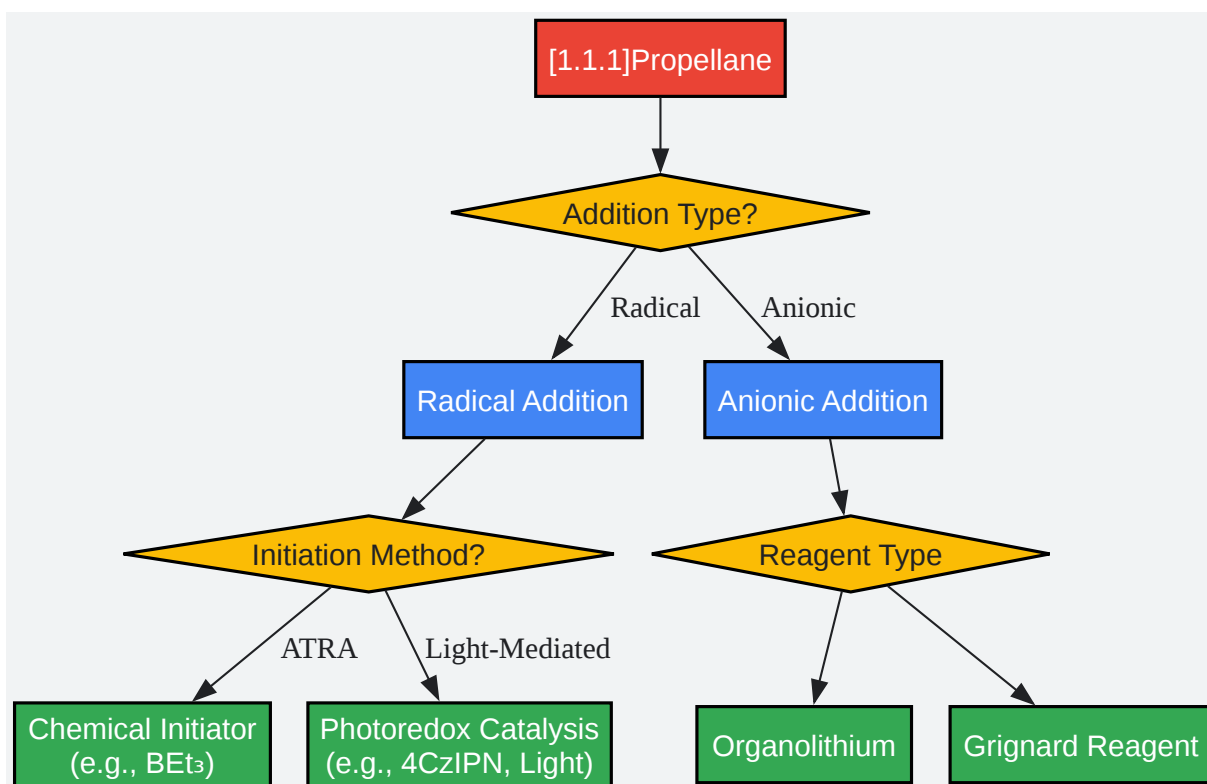 [1.1.1]Propellane
Addition Type?
Radical
Anionic
Radical Addition
Anionic Addition
Initiation Method?
Reagent Type
ATRA
Light-Mediated
Chemical Initiator
(e.g., BEt₃)
Photoredox Catalysis
(e.g., 4CzIPN, Light)
Organolithium
Grignard Reagent